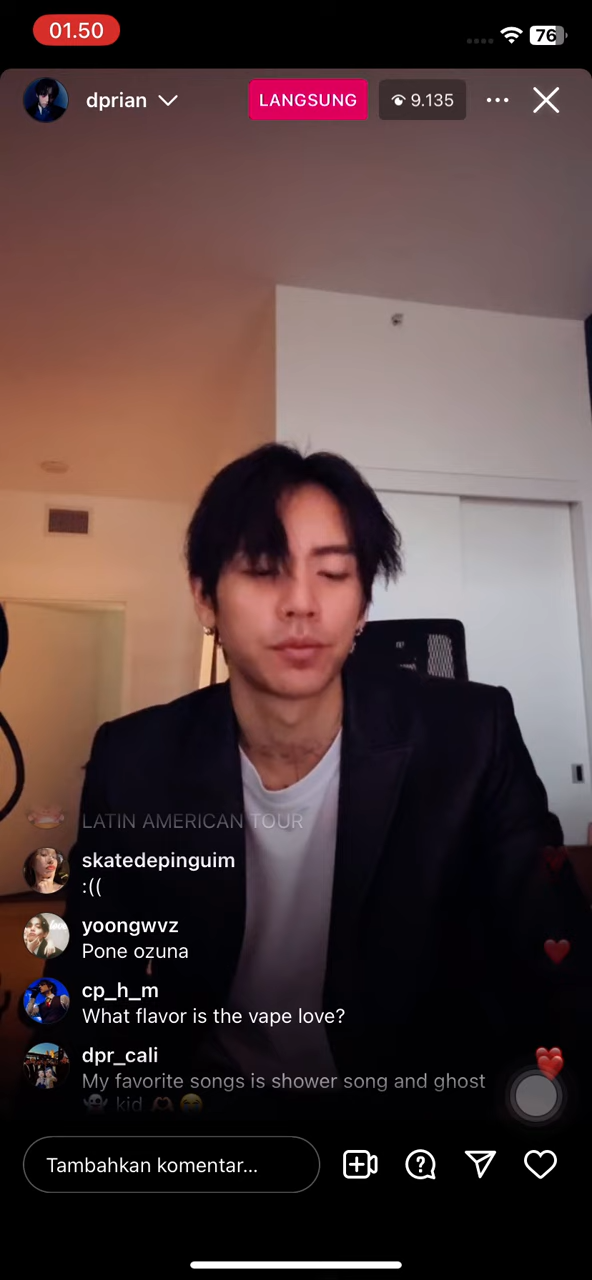 01.50
76
dprian
LANGSUNG
9.135
LATIN AMERICAN TOUR
skatedepinguim
:((
yoongwvz
Pone ozuna
cp_h_m
What flavor is the vape love?
dpr_cali
My favorite songs is shower song and ghost
👻 kid 🫶🏽 😄
Tambahkan komentar...